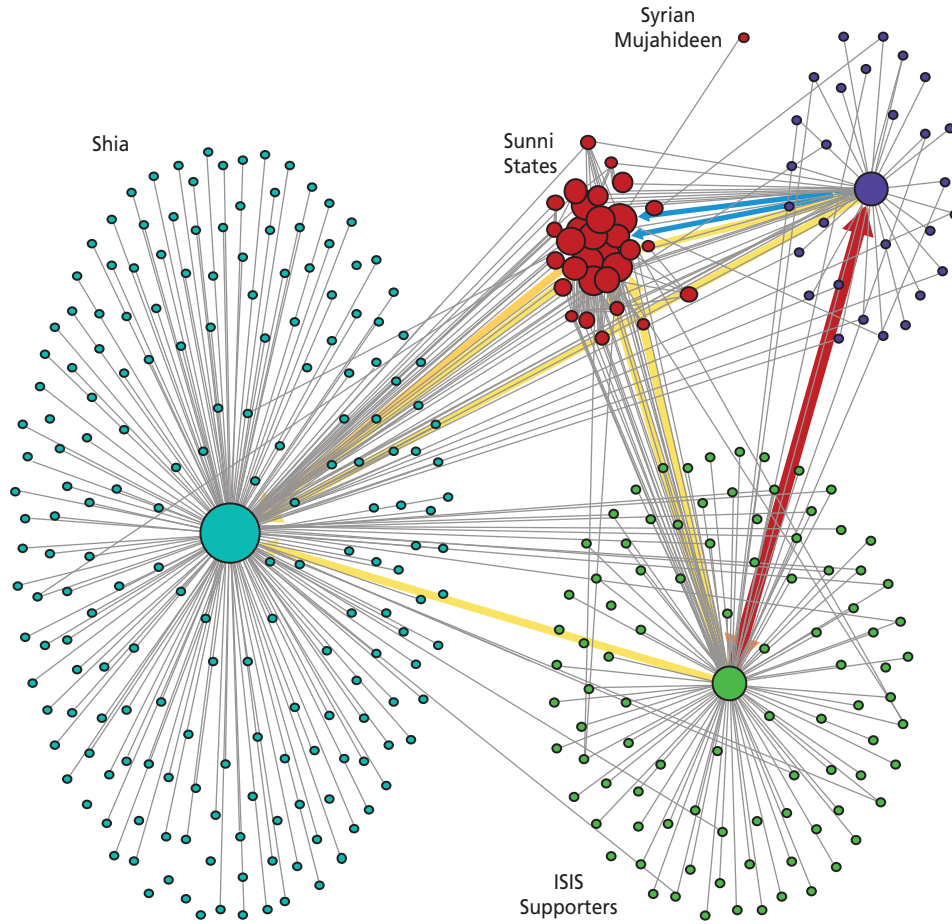 Syrian
Mujahideen
Shia
Sunni
States
ISIS
Supporters